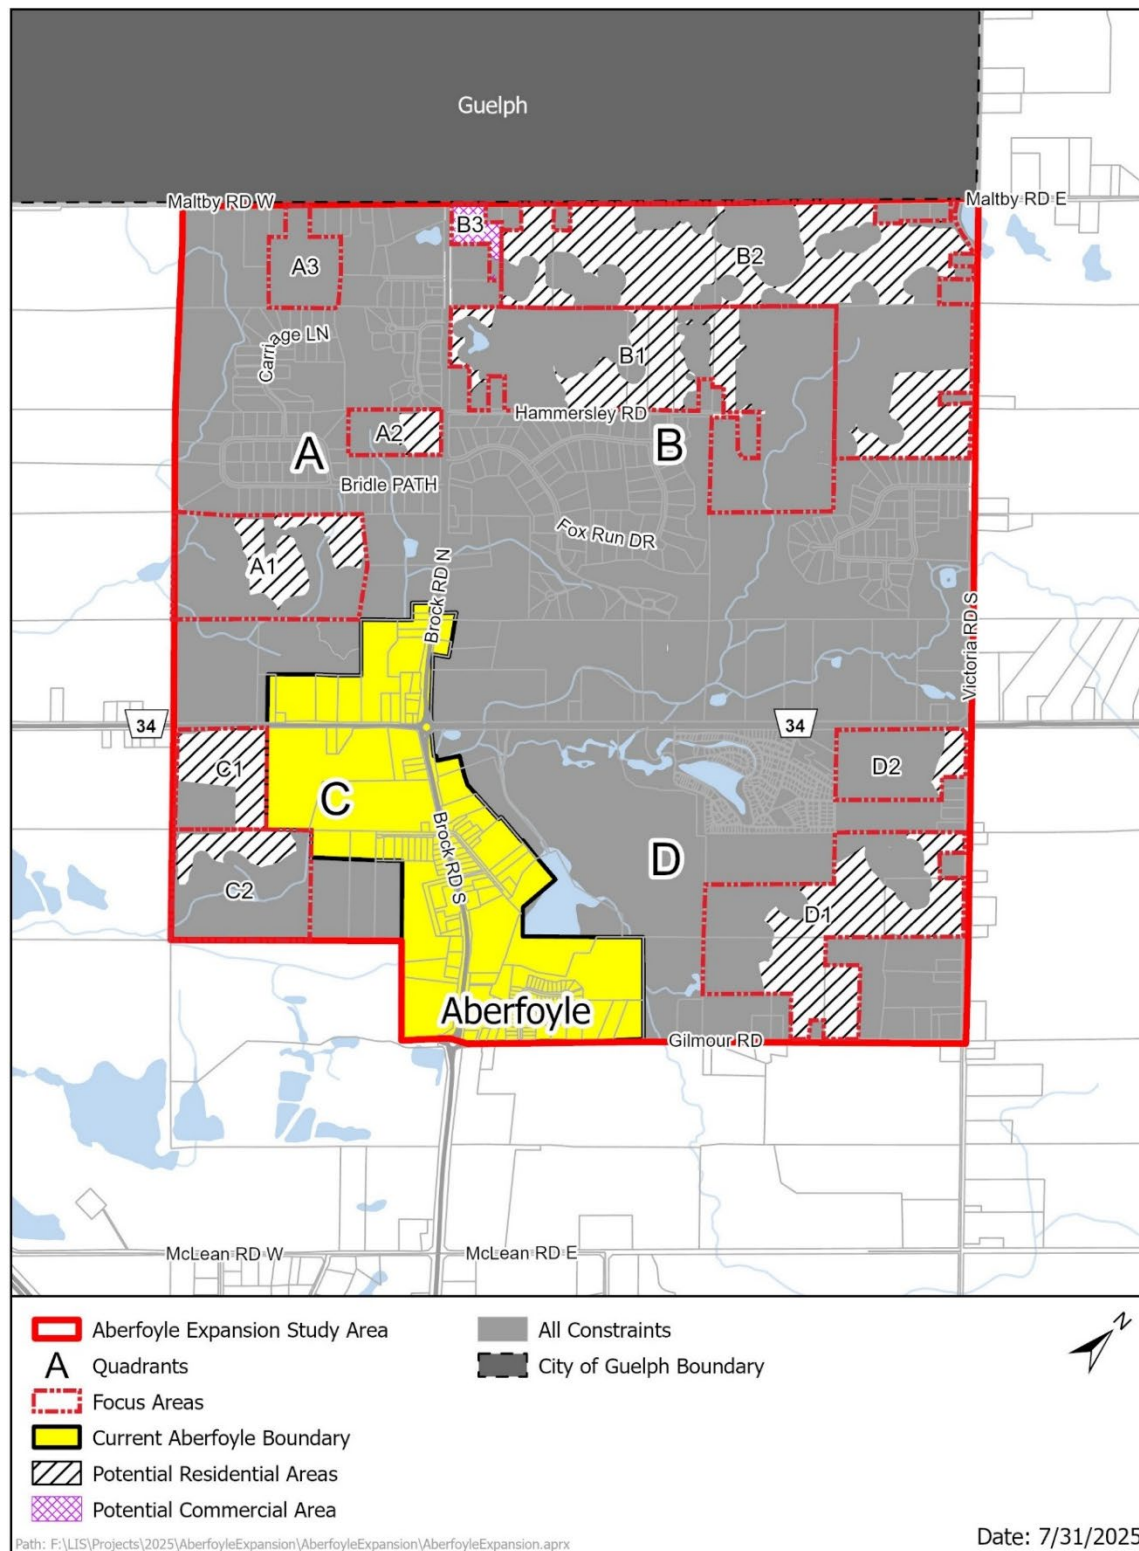 Guelph
Maltby RD W
Maltby RD E
B3
A3
B2
Carriage LN
B1
Hammersley RD
A2
A
B
Bridle PATH
Fox Run DR
A1
Brock RD N
Victoria RD S
34
34
C1
D2
C
Brock RD S
D
C2
D1
Aberfoyle
Gilmour RD
McLean RD W
McLean RD E
Aberfoyle Expansion Study Area
All Constraints
N
A Quadrants
City of Guelph Boundary
Focus Areas
Current Aberfoyle Boundary
Potential Residential Areas
Potential Commercial Area
Path: F:\LIS\Projects\2025\AberfoyleExpansion\AberfoyleExpansion\AberfoyleExpansion.aprx
Date: 7/31/2025